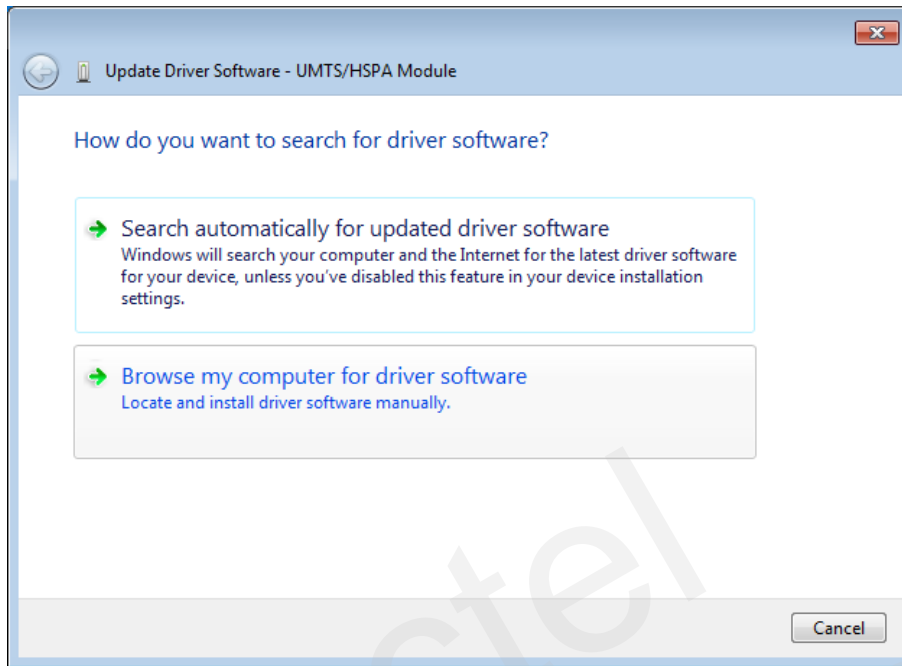 Update Driver Software - UMTS/HSPA Module
How do you want to search for driver software?
Search automatically for updated driver software
Windows will search your computer and the Internet for the latest driver software
for your device, unless you've disabled this feature in your device installation
settings.
Browse my computer for driver software
Locate and install driver software manually.
ctel
Cancel